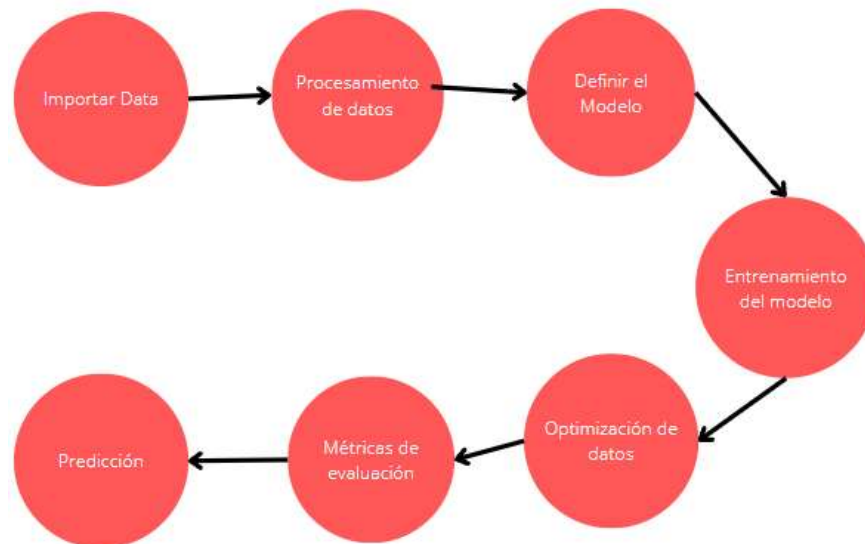 Importar Data
Procesamiento
de datos
Definir el
Modelo
Entrenamiento
del modelo
Optimización de
datos
Métricas de
evaluación
Predicción